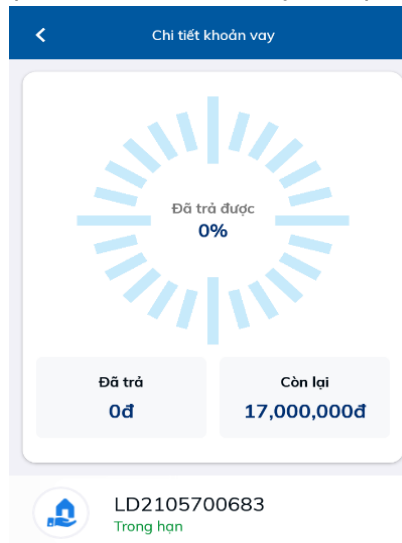 Chi tiết khoản vay
Đã trả được
0%
Đã trả
0đ
Còn lại
17,000,000đ
LD2105700683
Trong hạn